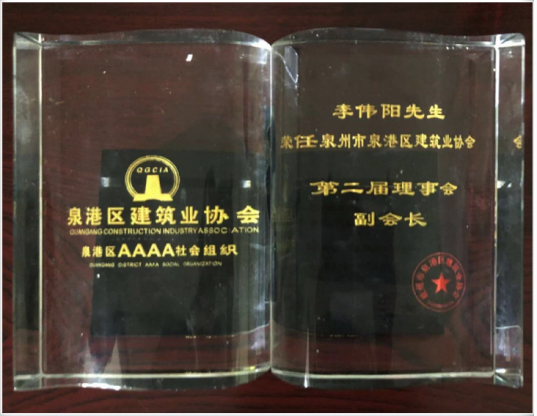 QGCIA
泉港区建筑业协会
QUANGANG CONSTRUCTION INDUSTRY ASSOCIATION
泉港区AAAA社会组织
QUANGANG DISTRICT AAAA SOCIAL ORGANIZATION
李伟阳先生
荣任泉州市泉港区建筑业协会
第二届理事会
副会长